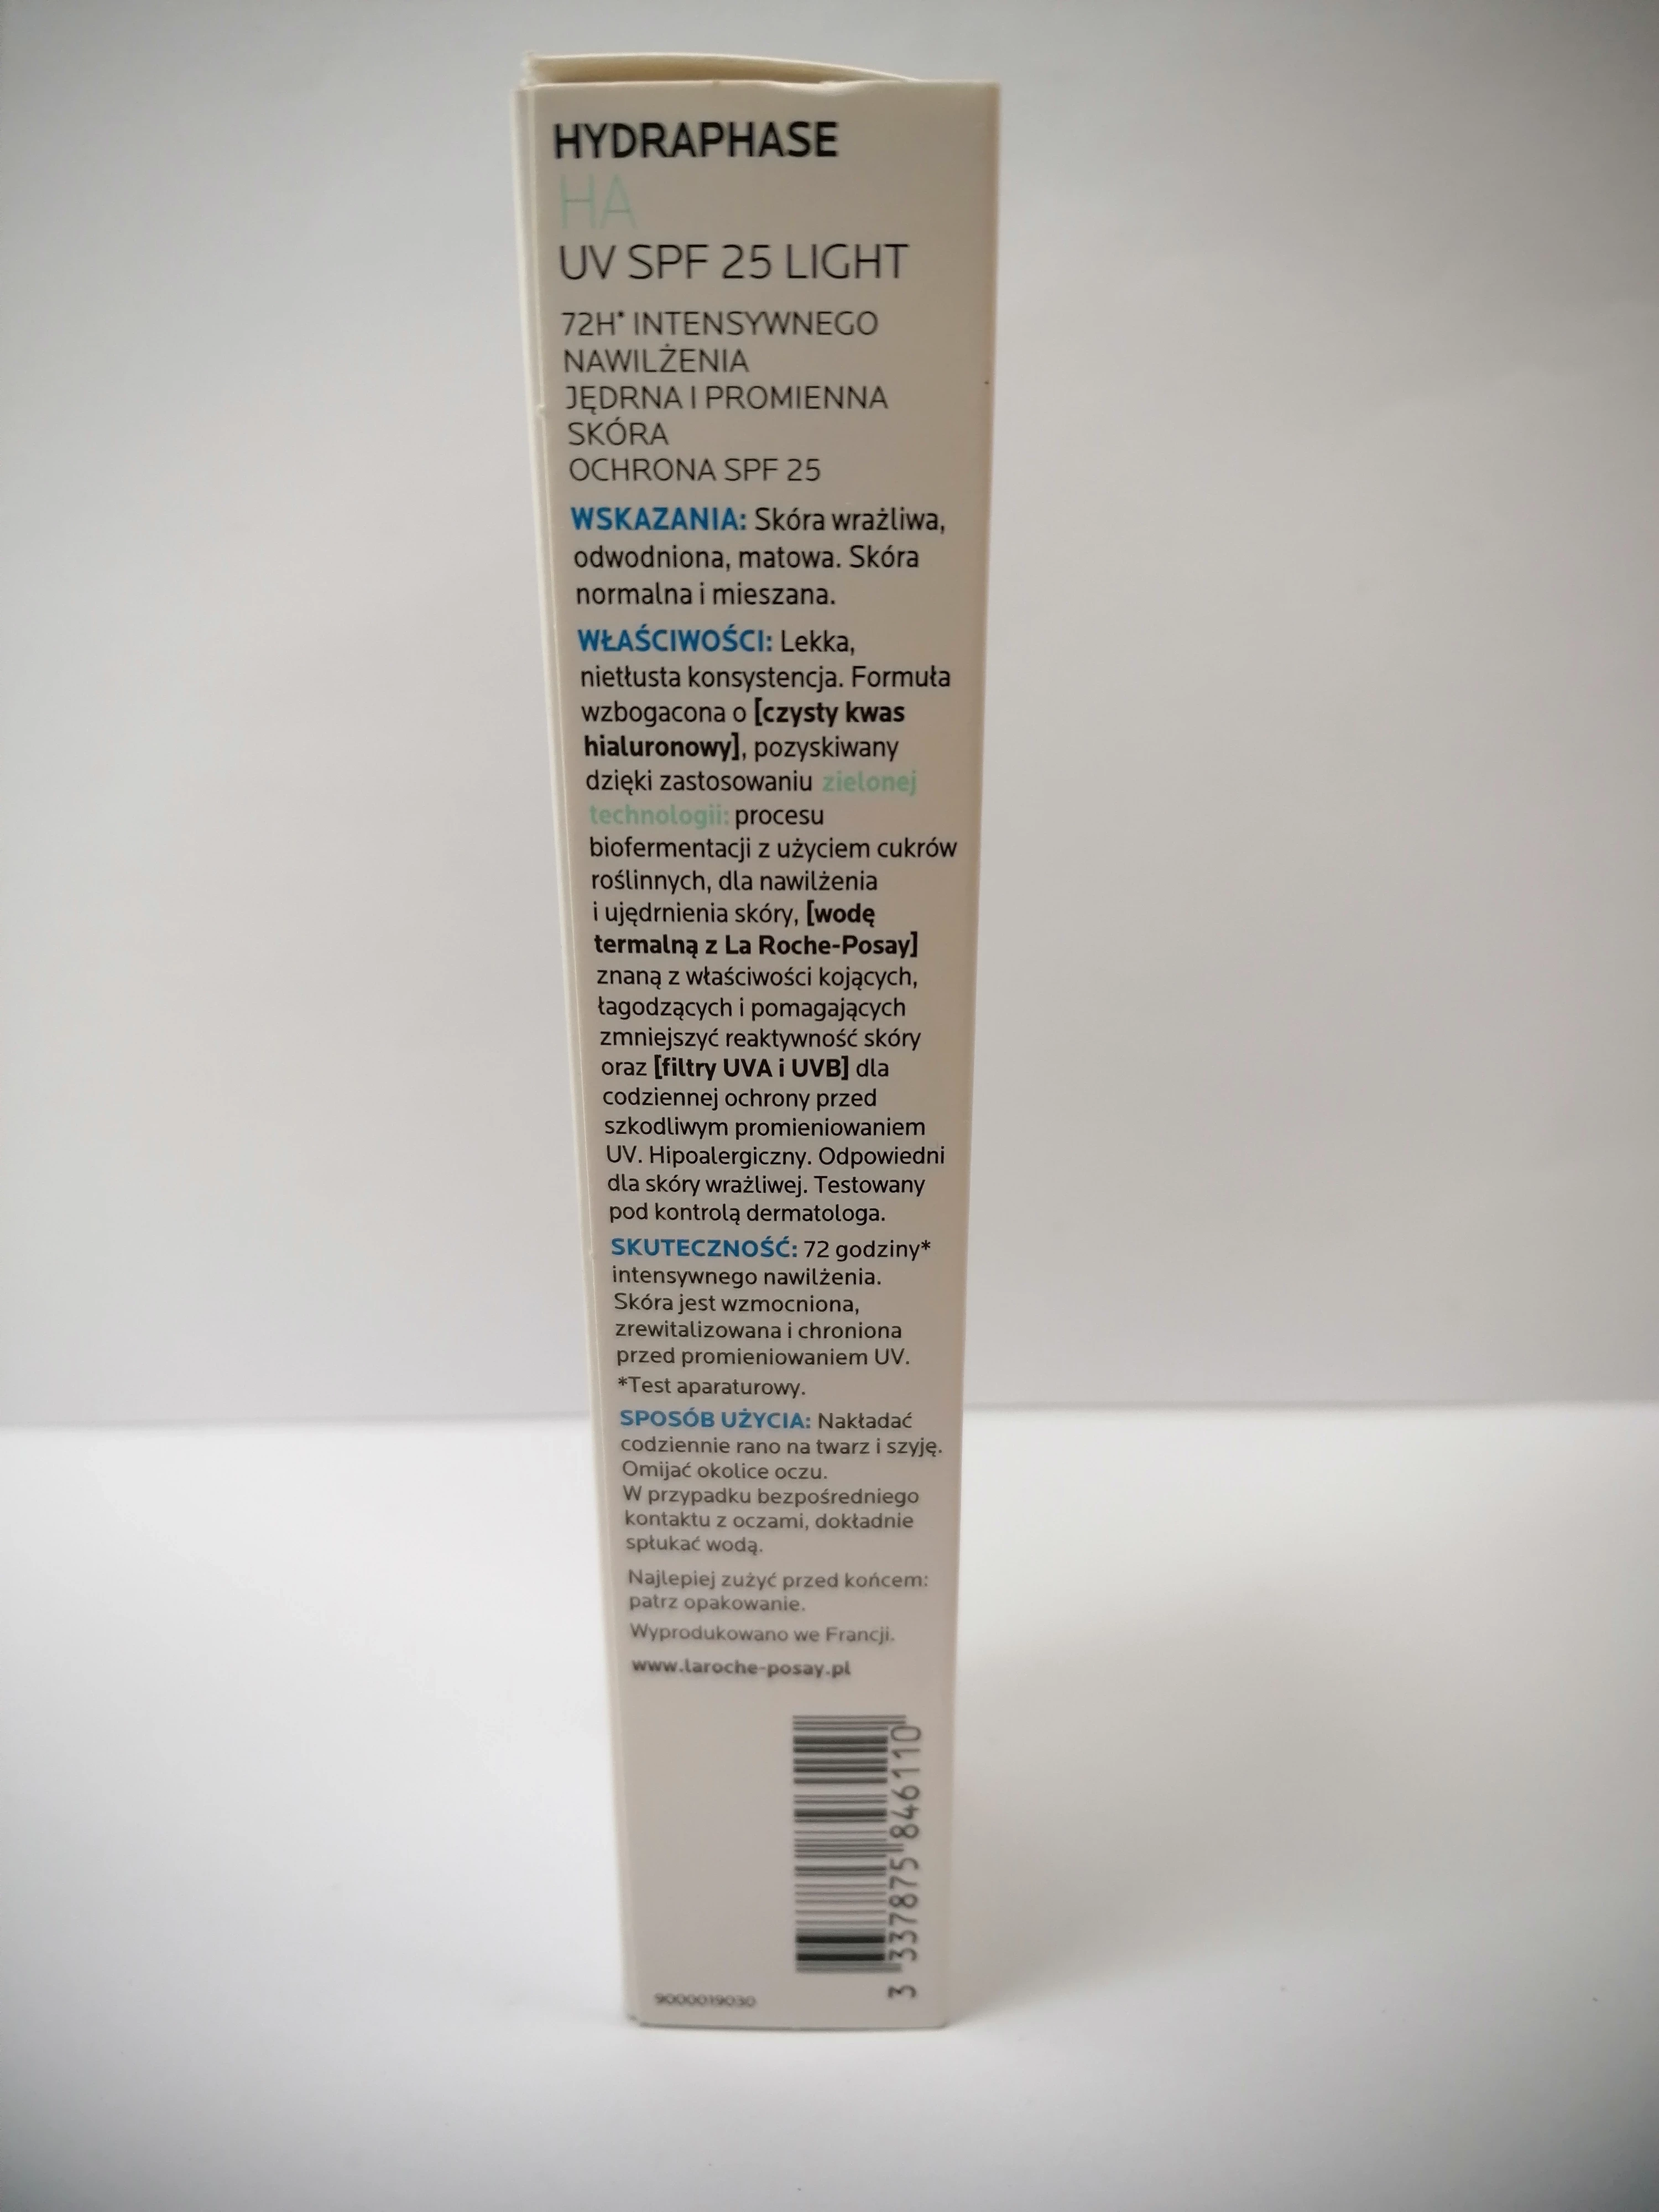 HYDRAPHASE
HA
UV SPF 25 LIGHT
72H* INTENSYWNEGO
NAWILŻENIA
JĘDRNA I PROMIENNA
SKÓRA
OCHRONA SPF 25
WSKAZANIA: Skóra wrażliwa,
odwodniona, matowa. Skóra
normalna i mieszana.
WŁAŚCIWOŚCI: Lekka,
nietłusta konsystencja. Formuła
wzbogacona o [czysty kwas
hialuronowy], pozyskiwany
dzięki zastosowaniu zielonej
technologii: procesu
biofermentacji z użyciem cukrów
roślinnych, dla nawilżenia
i ujędrnienia skóry, [wodę
termalną z La Roche-Posay]
znaną z właściwości kojących,
łagodzących i pomagających
zmniejszyć reaktywność skóry
oraz [filtry UVA i UVB] dla
codziennej ochrony przed
szkodliwym promieniowaniem
UV. Hipoalergiczny. Odpowiedni
dla skóry wrażliwej. Testowany
pod kontrolą dermatologa.
SKUTECZNOŚĆ: 72 godziny*
intensywnego nawilżenia.
Skóra jest wzmocniona,
zrewitalizowana i chroniona
przed promieniowaniem UV.
*Test aparaturowy.
SPOSÓB UŻYCIA: Nakładać
codziennie rano na twarz i szyję.
Omijać okolice oczu.
W przypadku bezpośredniego
kontaktu z oczami, dokładnie
spłukać wodą.
Najlepiej zużyć przed końcem:
patrz opakowanie.
Wyprodukowano we Francji.
www.laroche-posay.pl
3 337875 846110
9000019030